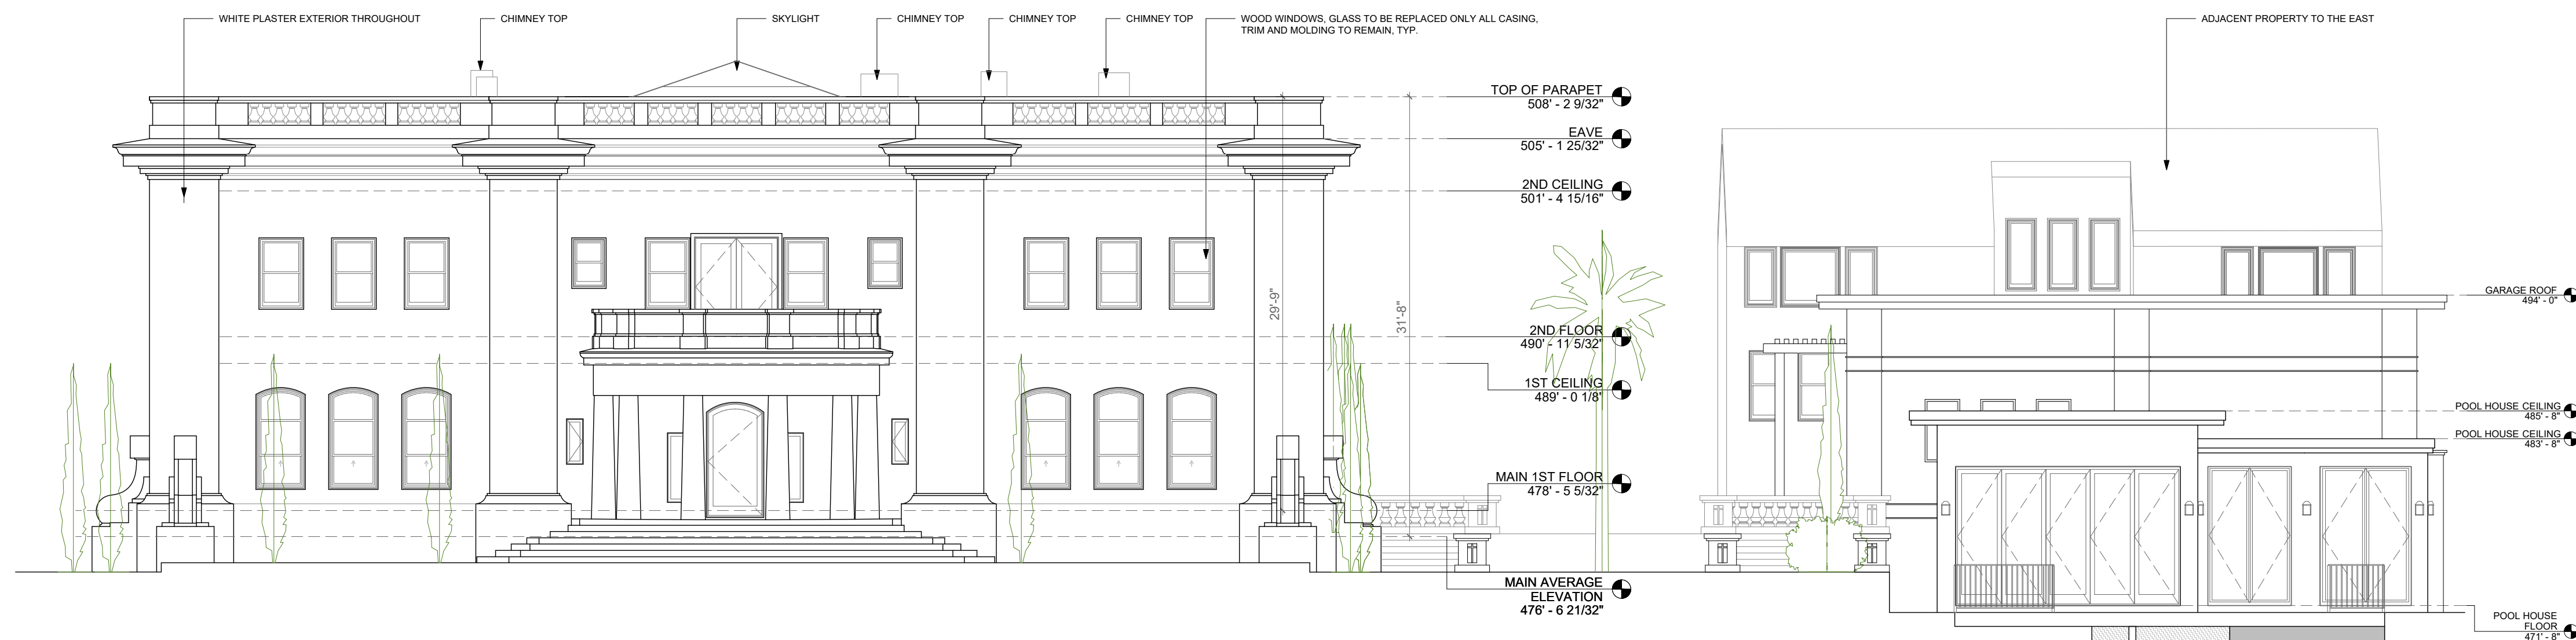 WHITE PLASTER EXTERIOR THROUGHOUT
CHIMNEY TOP
SKYLIGHT
CHIMNEY TOP
CHIMNEY TOP
CHIMNEY TOP
WOOD WINDOWS, GLASS TO BE REPLACED ONLY ALL CASING,
TRIM AND MOLDING TO REMAIN, TYP.
ADJACENT PROPERTY TO THE EAST
TOP OF PARAPET
508' - 2 9/32"
EAVE
505' - 1 25/32"
2ND CEILING
501' - 4 15/16"
29'-9"
31'-8"
2ND FLOOR
490' - 11 5/32"
1ST CEILING
489' - 0 1/8"
MAIN 1ST FLOOR
478' - 5 5/32"
MAIN AVERAGE
ELEVATION
476' - 6 21/32"
GARAGE ROOF
494' - 0"
POOL HOUSE CEILING
485' - 8"
POOL HOUSE CEILING
483' - 8"
POOL HOUSE
FLOOR
471' - 8"